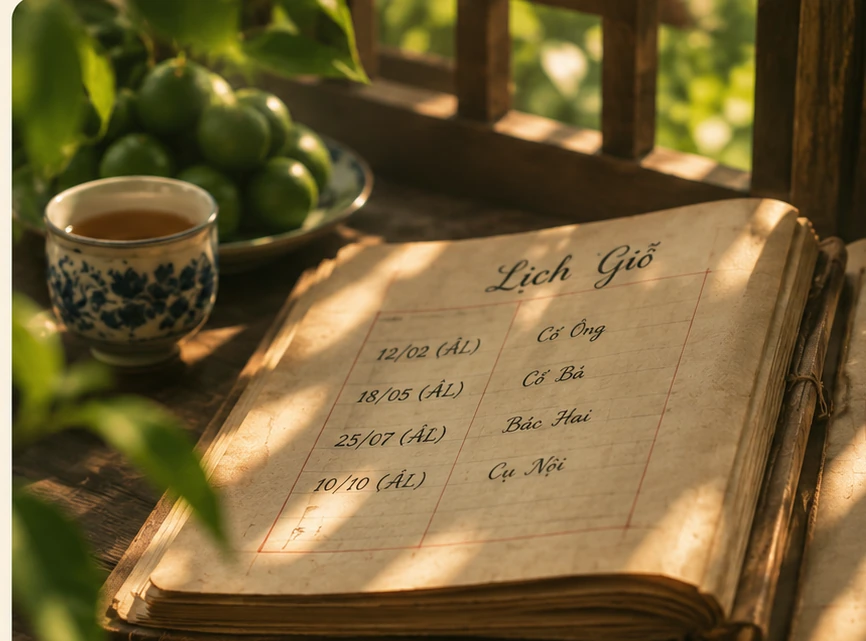 Lịch Giỗ
12/02 (ÂL) Cố Ông
18/05 (ÂL) Cố Bá
25/07 (ÂL) Bác Hai
10/10 (ÂL) Cụ Nội